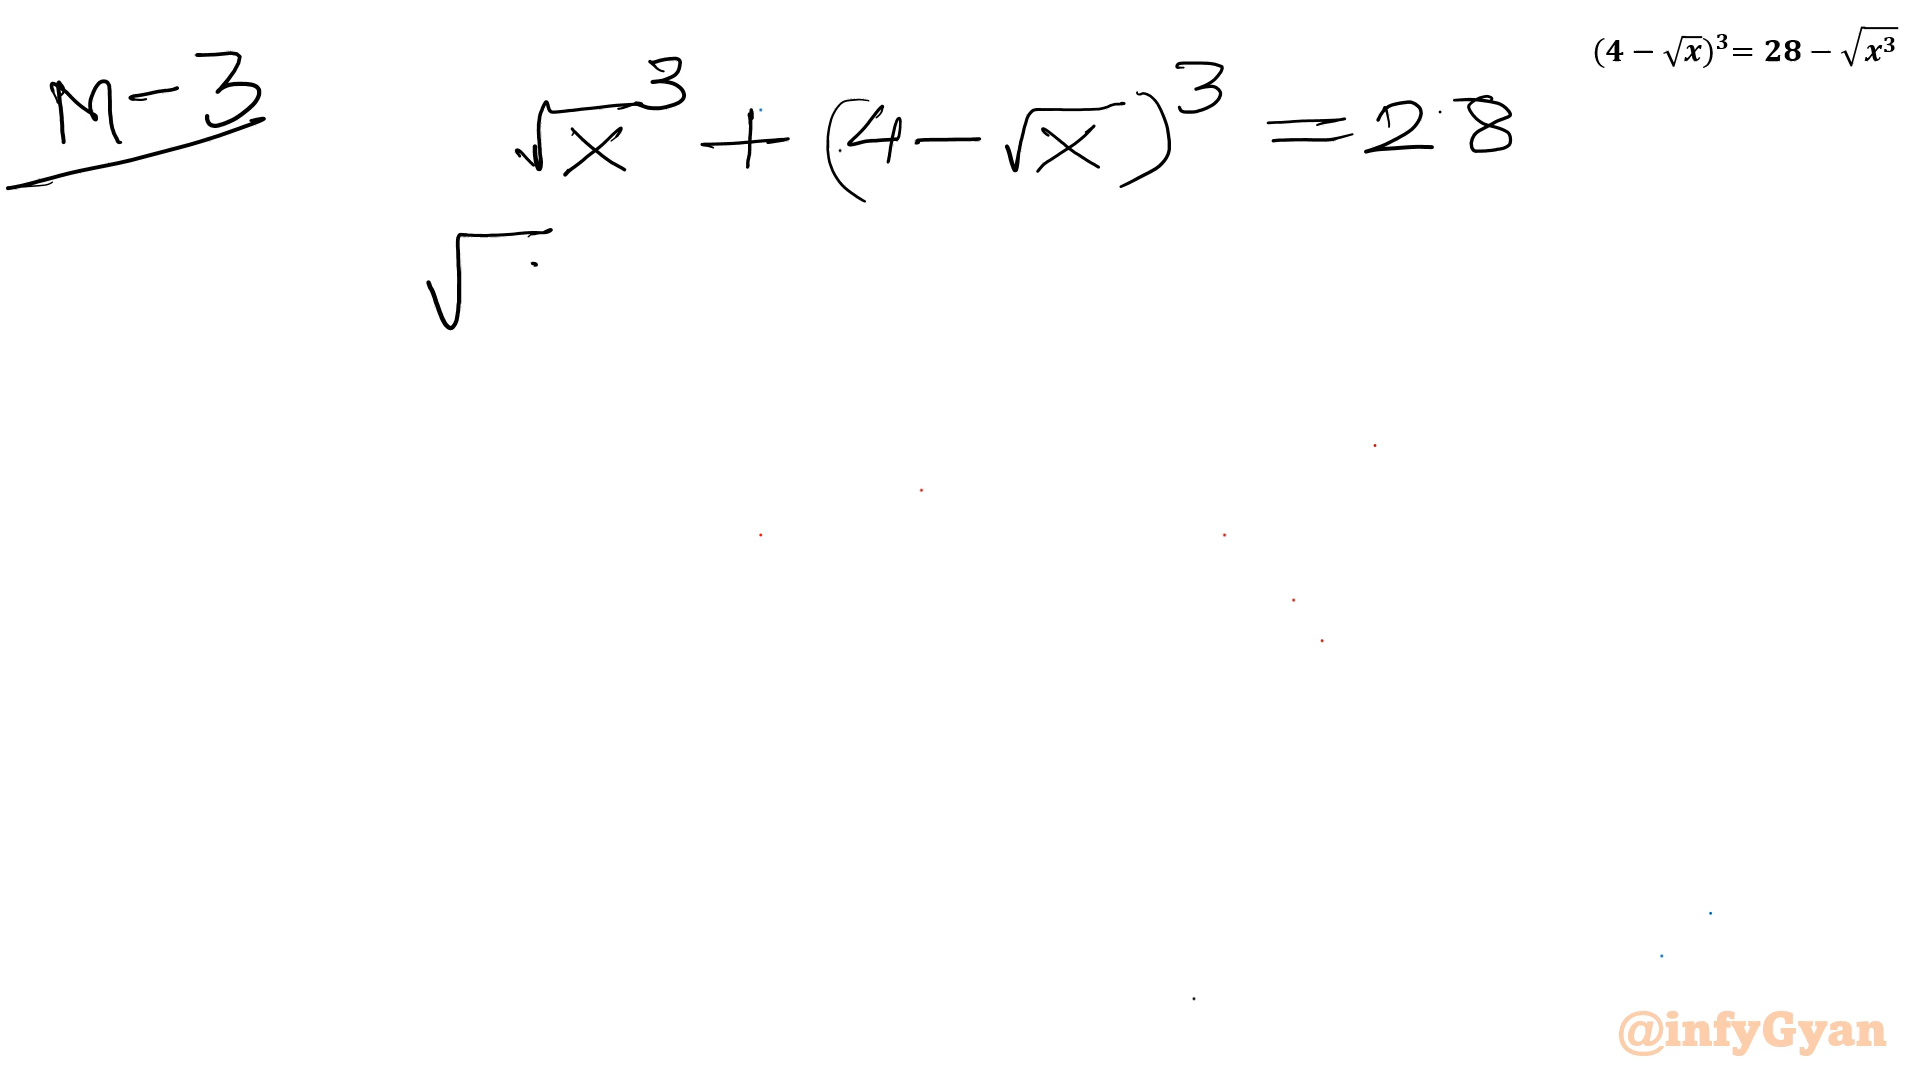 M-3
√x³ + (4-√x)³ = 28
(4 − √x)³= 28 − √x³
√
@infyGyan